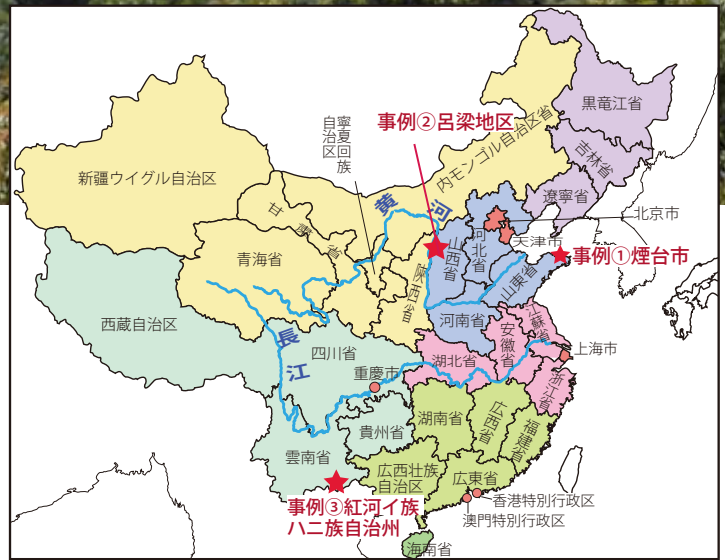 黒竜江省
吉林省
遼寧省
事例②呂梁地区
内モンゴル自治区省
寧夏回族
自治区
新疆ウイグル自治区
甘粛省
黄河
北京市
天津市
河北省
山西省
事例①煙台市
山東省
青海省
陝西省
河南省
西蔵自治区
江蘇省
安徽省
四川省
長江
湖北省
上海市
重慶市
浙江省
湖南省
広西省
福建省
貴州省
雲南省
広西壮族
自治区
広東省
香港特別行政区
澳門特別行政区
事例③紅河イ族
ハニ族自治州
海南省